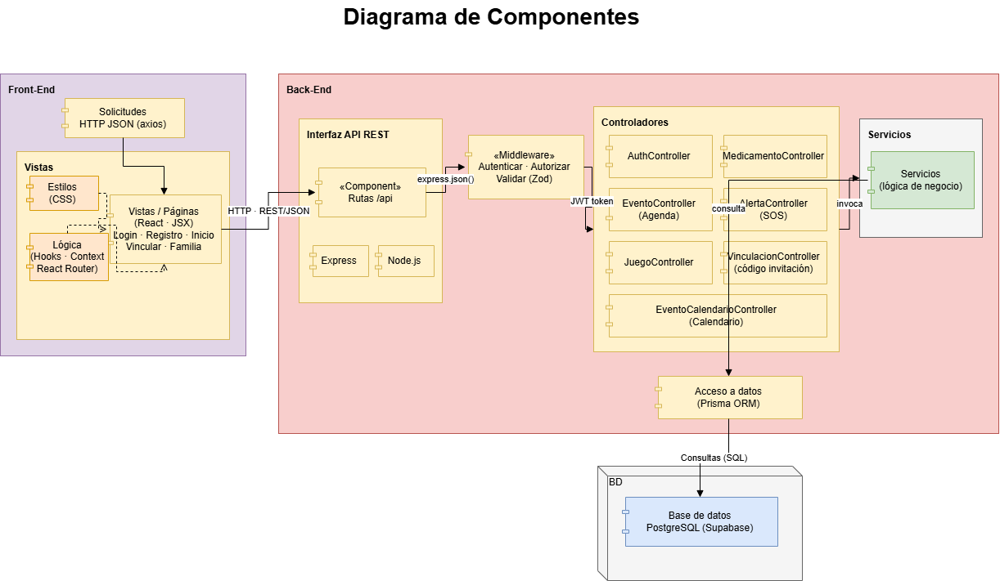 Diagrama de Componentes
Front-End
Solicitudes
HTTP JSON (axios)
Vistas
Estilos
(CSS)
Lógica
(Hooks · Context
React Router)
Vistas / Páginas
(React · JSX)
Login · Registro · Inicio
Vincular · Familia
HTTP · REST/JSON
Back-End
Interfaz API REST
«Component»
Rutas /api
Express
Node.js
express.json()
«Middleware»
Autenticar · Autorizar
Validar (Zod)
JWT token
Controladores
AuthController
MedicamentoController
EventoController
(Agenda)
AlertaController
(SOS)
JuegoController
VinculacionController
(código invitación)
EventoCalendarioController
(Calendario)
consulta
invoca
Servicios
Servicios
(lógica de negocio)
Acceso a datos
(Prisma ORM)
Consultas (SQL)
BD
Base de datos
PostgreSQL (Supabase)